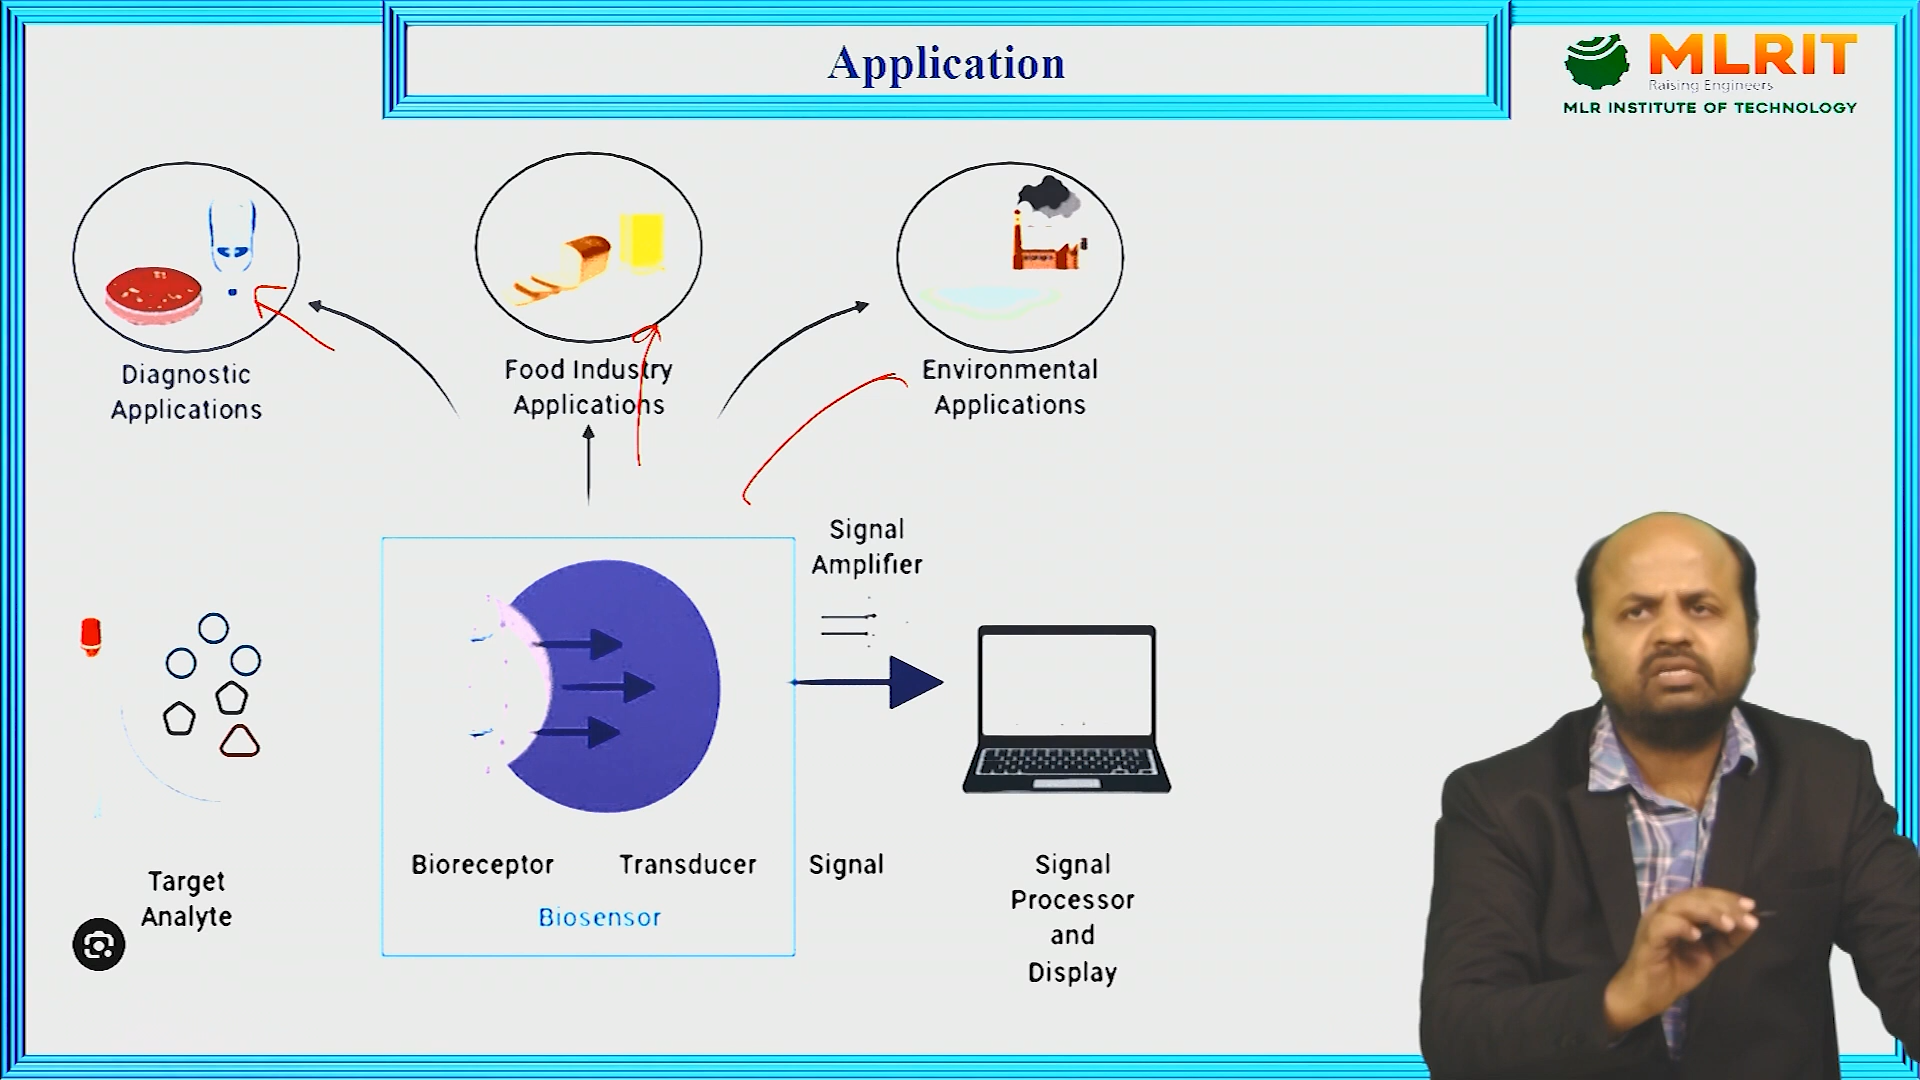 Application
MLRIT
Raising Engineers
MLR INSTITUTE OF TECHNOLOGY
Diagnostic
Applications
Food Industry
Applications
Environmental
Applications
Signal
Amplifier
Target
Analyte
Bioreceptor
Transducer
Biosensor
Signal
Signal
Processor
and
Display